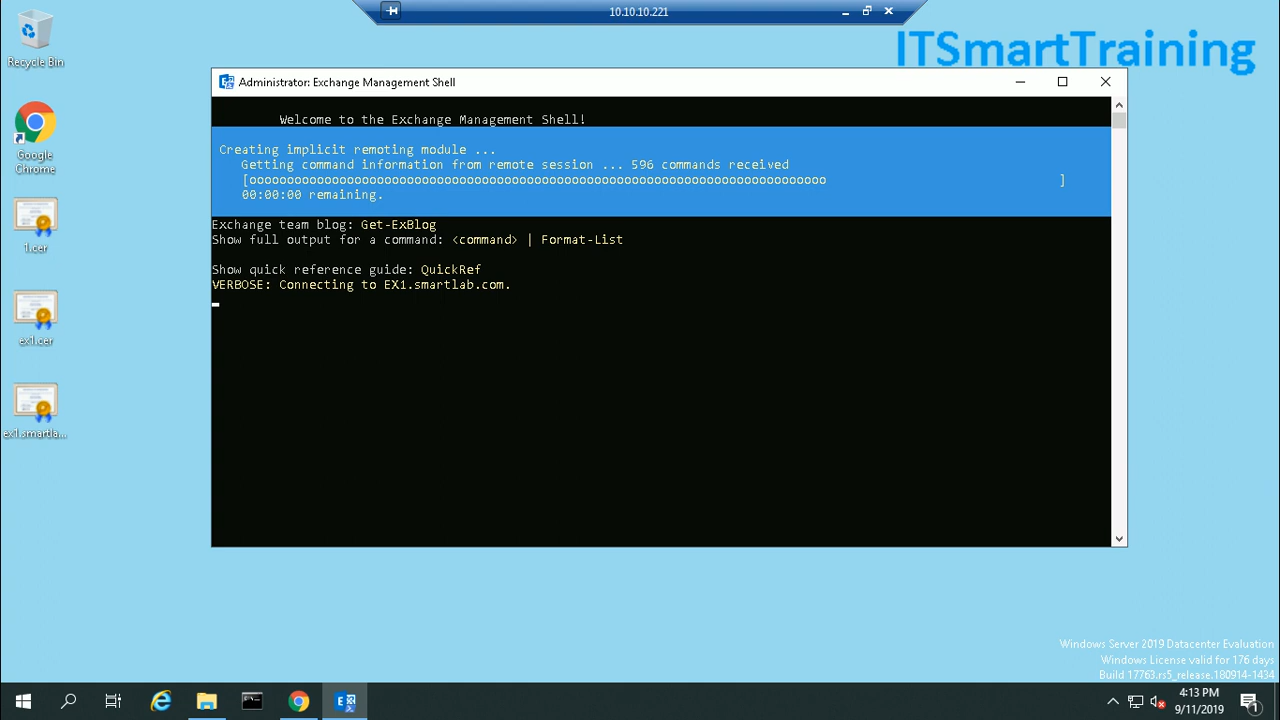 10.10.10.221
ITSmartTraining
Recycle Bin
Google
Chrome
1.cer
ex1.cer
ex1.smartla...
Administrator: Exchange Management Shell
Welcome to the Exchange Management Shell!
Creating implicit remoting module ...
Getting command information from remote session ... 596 commands received
[ooooooooooooooooooooooooooooooooooooooooooooooooooooooooooooooooooooooooooooo ]
00:00:00 remaining.
Exchange team blog: Get-ExBlog
Show full output for a command: <command> | Format-List
Show quick reference guide: QuickRef
VERBOSE: Connecting to EX1.smartlab.com.
Windows Server 2019 Datacenter Evaluation
Windows License valid for 176 days
Build 17763.rs5_release.180914-1434
4:13 PM
9/11/2019
1